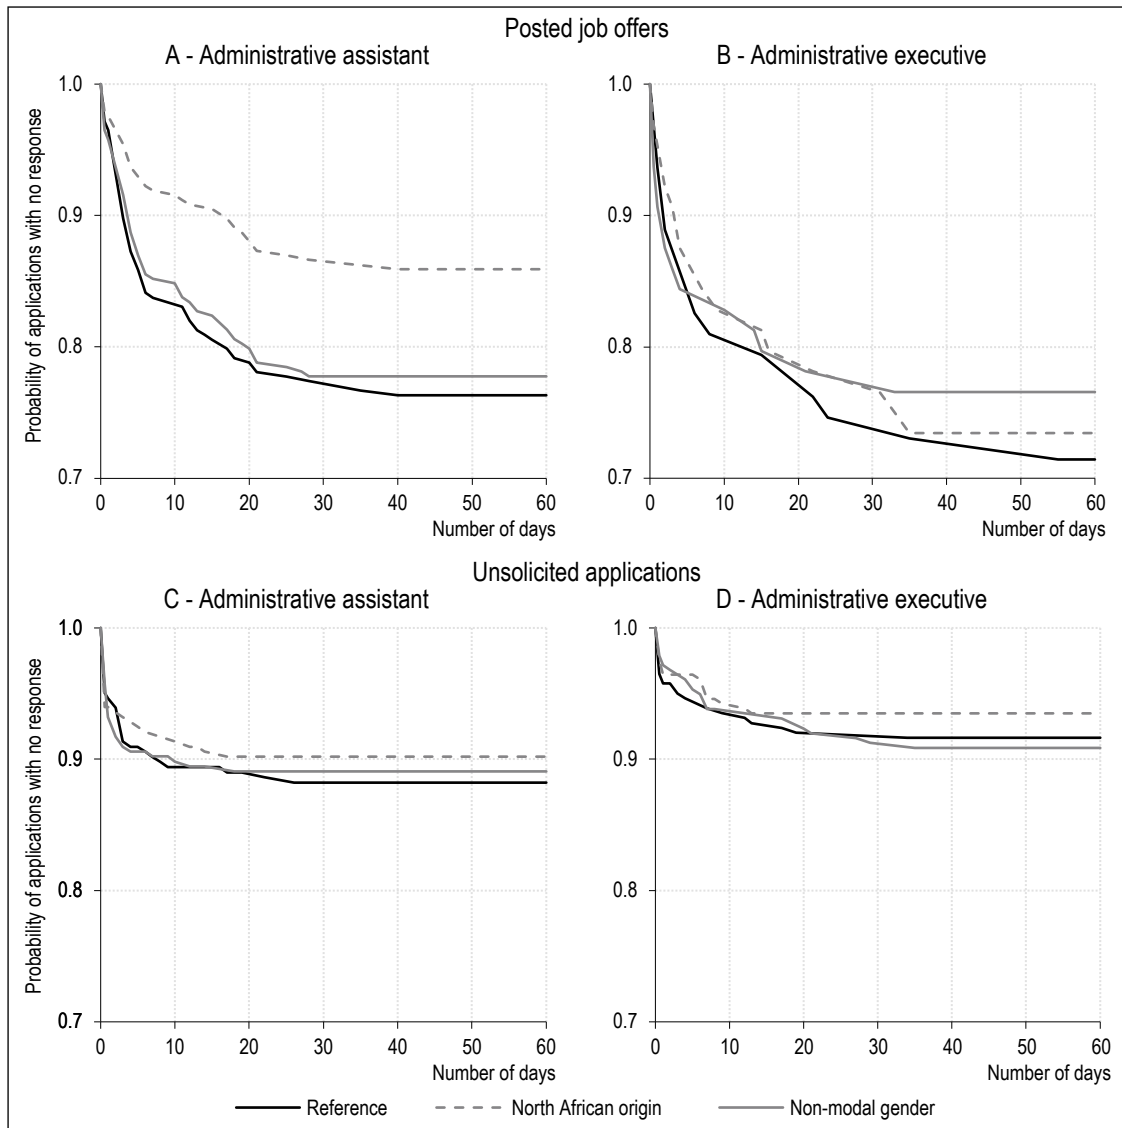 Posted job offers
A - Administrative assistant
B - Administrative executive
Probability of applications with no response
1.0
0.9
0.8
0.7
0 10 20 30 40 50 60
Number of days
1.0
0.9
0.8
0.7
0 10 20 30 40 50 60
Number of days
Unsolicited applications
C - Administrative assistant
D - Administrative executive
Probability of applications with no response
1.0
0.9
0.8
0.7
0 10 20 30 40 50 60
Number of days
1.0
0.9
0.8
0.7
0 10 20 30 40 50 60
Number of days
Reference North African origin Non-modal gender